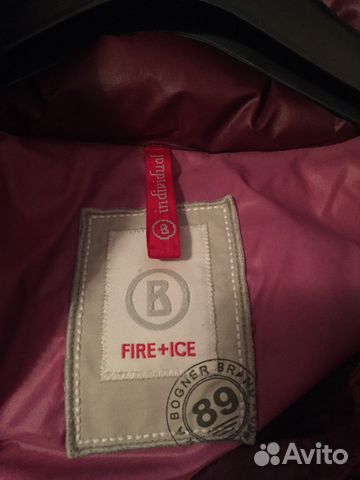 individual
B
B
FIRE+ICE
A BOGNER BRAND
89
Avito